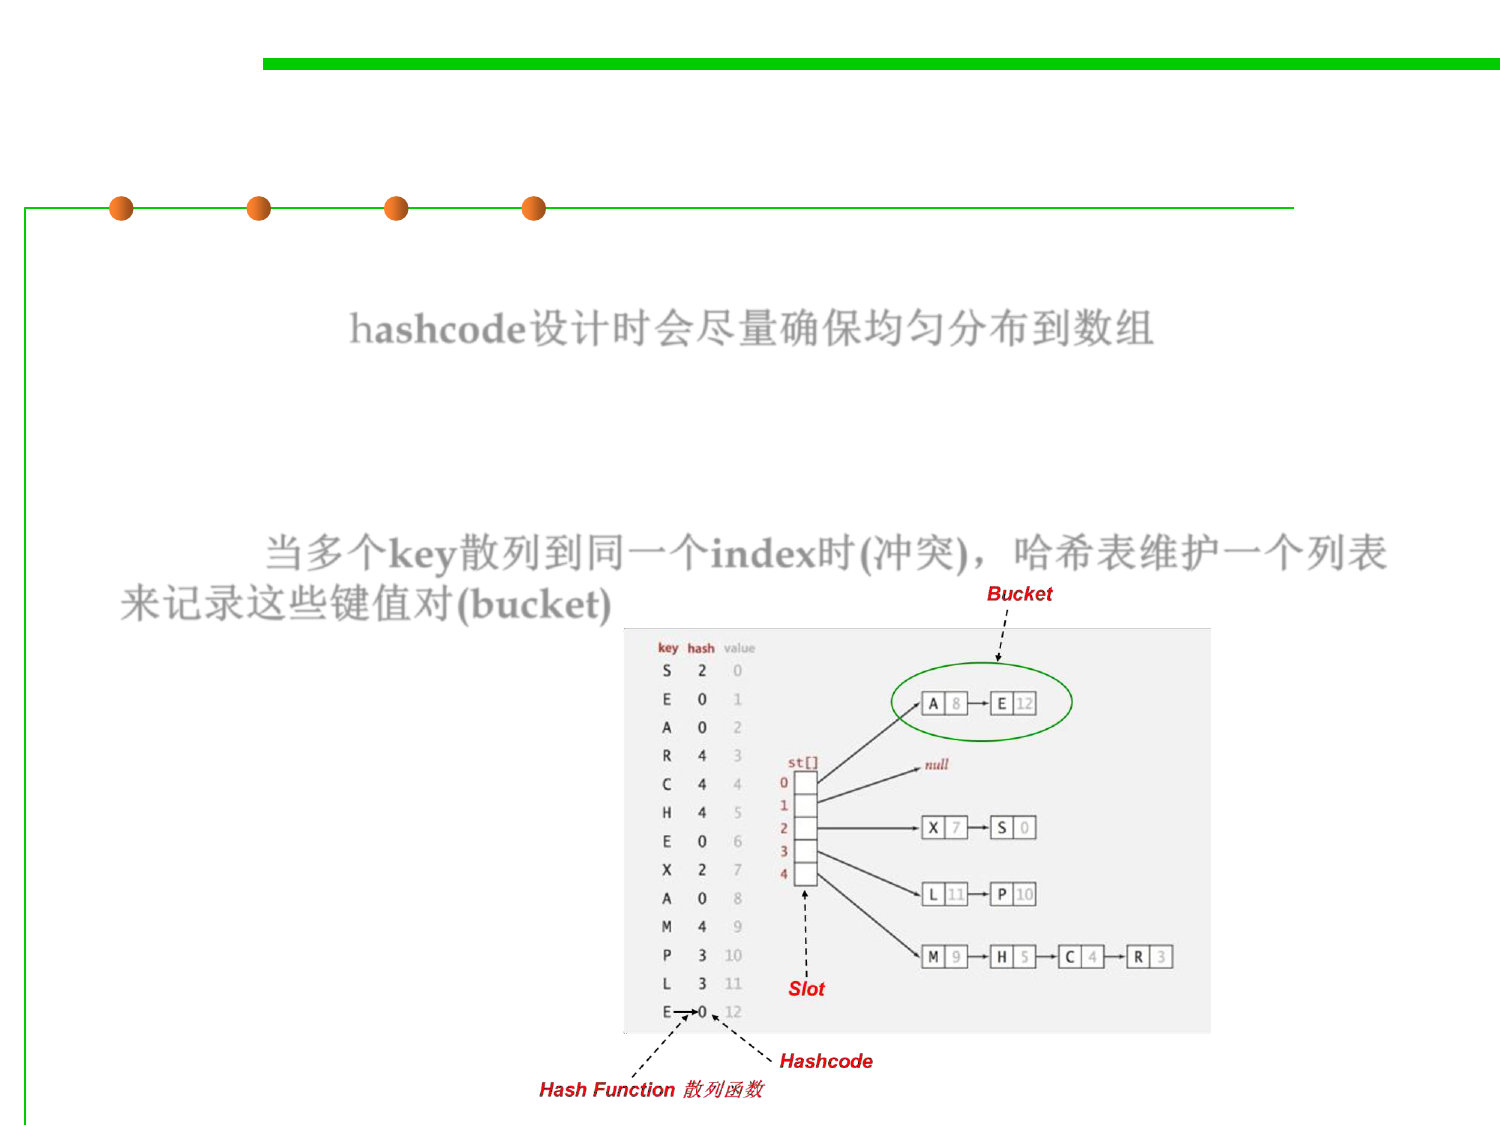 hashcode设计时会尽量确保均匀分布到数组
当多个key散列到同一个index时(冲突)，哈希表维护一个列表
来记录这些键值对(bucket)
Bucket
key hash value
S 2 0
E 0 1
A 0 2
R 4 3
C 4 4
H 4 5
E 0 6
X 2 7
A 0 8
M 4 9
P 3 10
L 3 11
E 0 12
st[]
0
1
2
3
4
A 8 E 12
null
X 7 S 0
L 11 P 10
M 9 H 5 C 4 R 3
Slot
Hashcode
Hash Function 散列函数